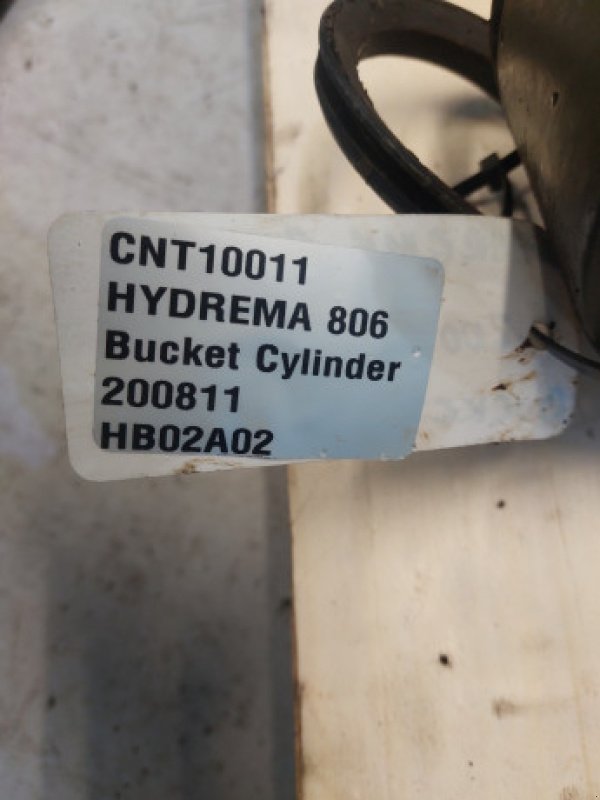 CNT10011
HYDREMA 806
Bucket Cylinder
200811
HB02A02